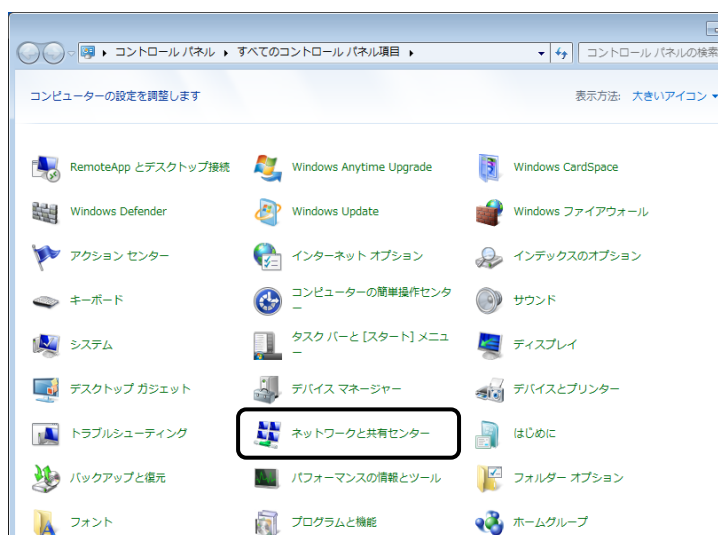 コントロール パネル ▸ すべてのコントロール パネル項目 ▸ コントロール パネルの検索
コンピューターの設定を調整します 表示方法: 大きいアイコン
RemoteApp とデスクトップ接続 Windows Anytime Upgrade Windows CardSpace
Windows Defender Windows Update Windows ファイアウォール
アクション センター インターネット オプション インデックスのオプション
キーボード コンピューターの簡単操作センタ
ー サウンド
システム タスク バーと [スタート] メニュ
ー ディスプレイ
デスクトップ ガジェット デバイス マネージャー デバイスとプリンター
トラブルシューティング ネットワークと共有センター はじめに
バックアップと復元 パフォーマンスの情報とツール フォルダー オプション
フォント プログラムと機能 ホームグループ